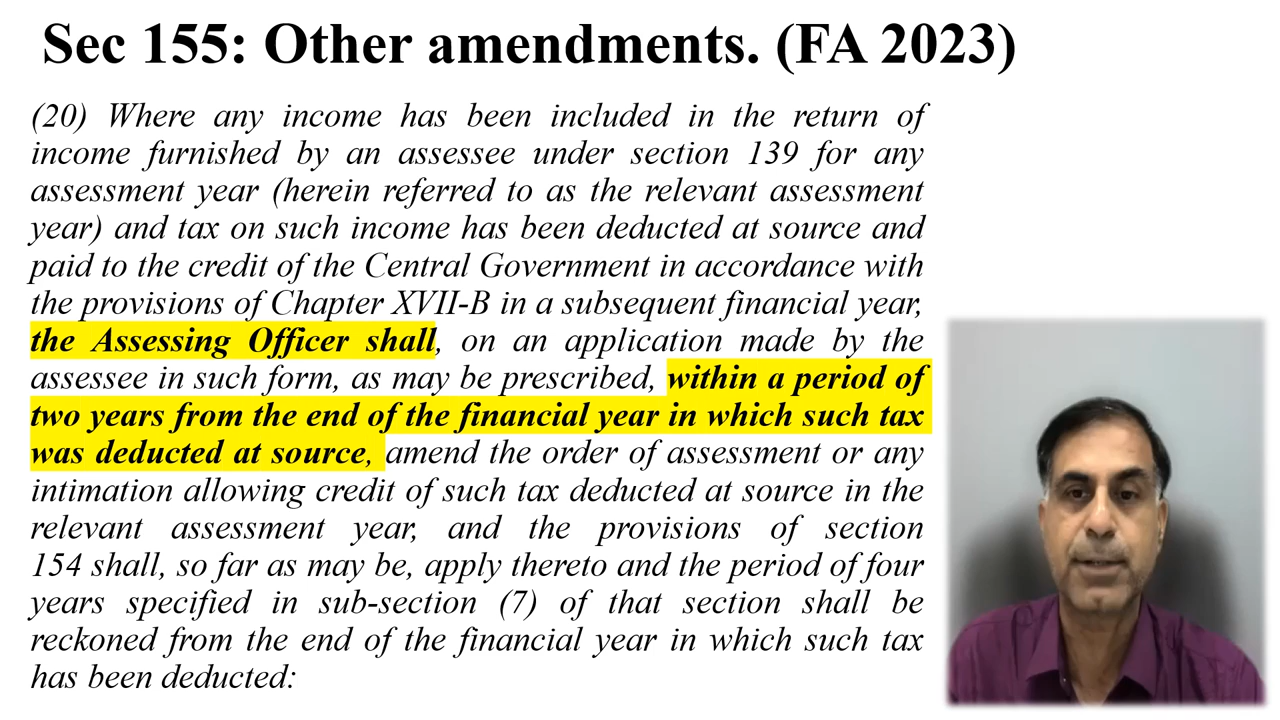 Sec 155: Other amendments. (FA 2023)
(20) Where any income has been included in the return of
income furnished by an assessee under section 139 for any
assessment year (herein referred to as the relevant assessment
year) and tax on such income has been deducted at source and
paid to the credit of the Central Government in accordance with
the provisions of Chapter XVII-B in a subsequent financial year,
the Assessing Officer shall, on an application made by the
assessee in such form, as may be prescribed, within a period of
two years from the end of the financial year in which such tax
was deducted at source, amend the order of assessment or any
intimation allowing credit of such tax deducted at source in the
relevant assessment year, and the provisions of section
154 shall, so far as may be, apply thereto and the period of four
years specified in sub-section (7) of that section shall be
reckoned from the end of the financial year in which such tax
has been deducted: